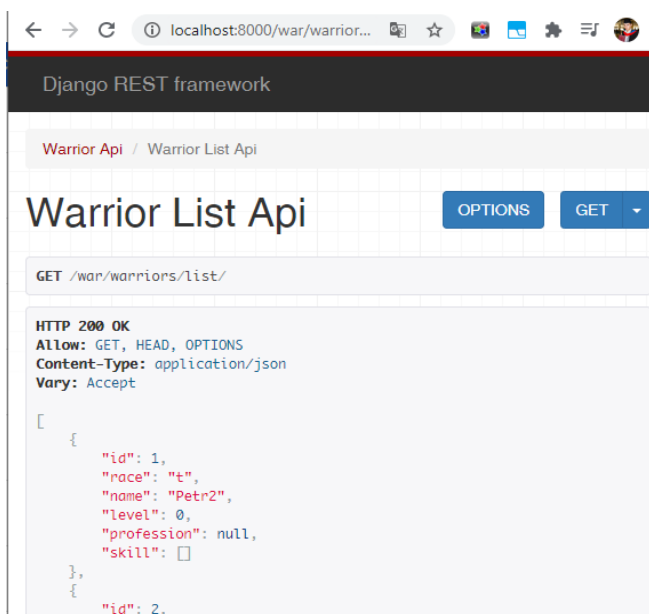 localhost:8000/war/warrior...
Django REST framework
Warrior Api / Warrior List Api
Warrior List Api
OPTIONS
GET
GET /war/warriors/list/
HTTP 200 OK
Allow: GET, HEAD, OPTIONS
Content-Type: application/json
Vary: Accept
[
{
"id": 1,
"race": "t",
"name": "Petr2",
"level": 0,
"profession": null,
"skill": []
},
{
"id": 2,